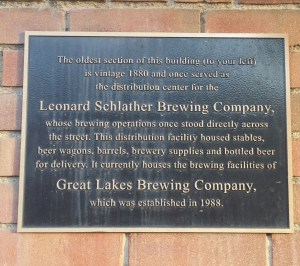 The oldest section of this building (to your left)
is vintage 1880 and once served as
the distribution center for the
Leonard Schlather Brewing Company,
whose brewing operations once stood directly across
the street. This distribution facility housed stables,
beer wagons, barrels, brewery supplies and bottled beer
for delivery. It currently houses the brewing facilities of
Great Lakes Brewing Company,
which was established in 1988.